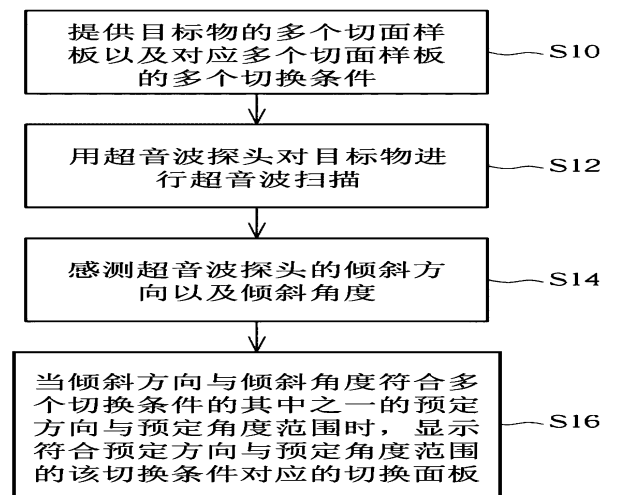 提供目标物的多个切面样
板以及对应多个切面样板
的多个切换条件
S10
用超音波探头对目标物进
行超音波扫描
S12
感测超音波探头的倾斜方
向以及倾斜角度
S14
当倾斜方向与倾斜角度符合多
个切换条件的其中之一的预定
方向与预定角度范围时，显示
符合预定方向与预定角度范围
的该切换条件对应的切换面板
S16